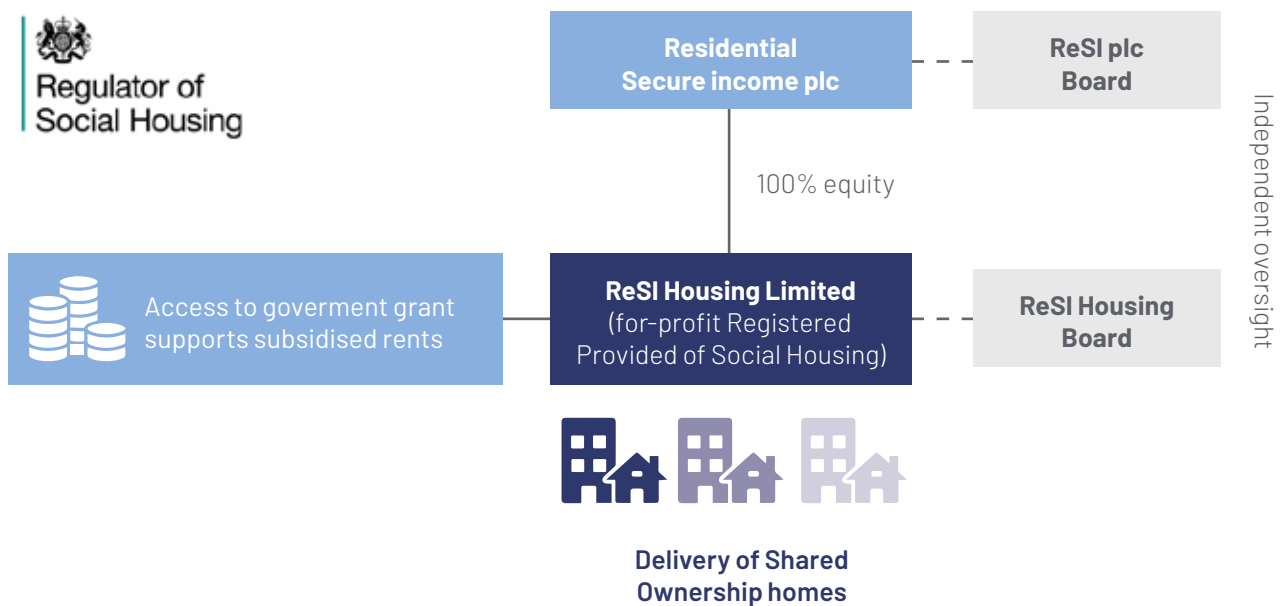 Regulator of
Social Housing
Residential
Secure income plc
ReSI plc
Board
100% equity
Independent oversight
Access to goverment grant
supports subsidised rents
ReSI Housing Limited
(for-profit Registered
Provided of Social Housing)
ReSI Housing
Board
Delivery of Shared
Ownership homes